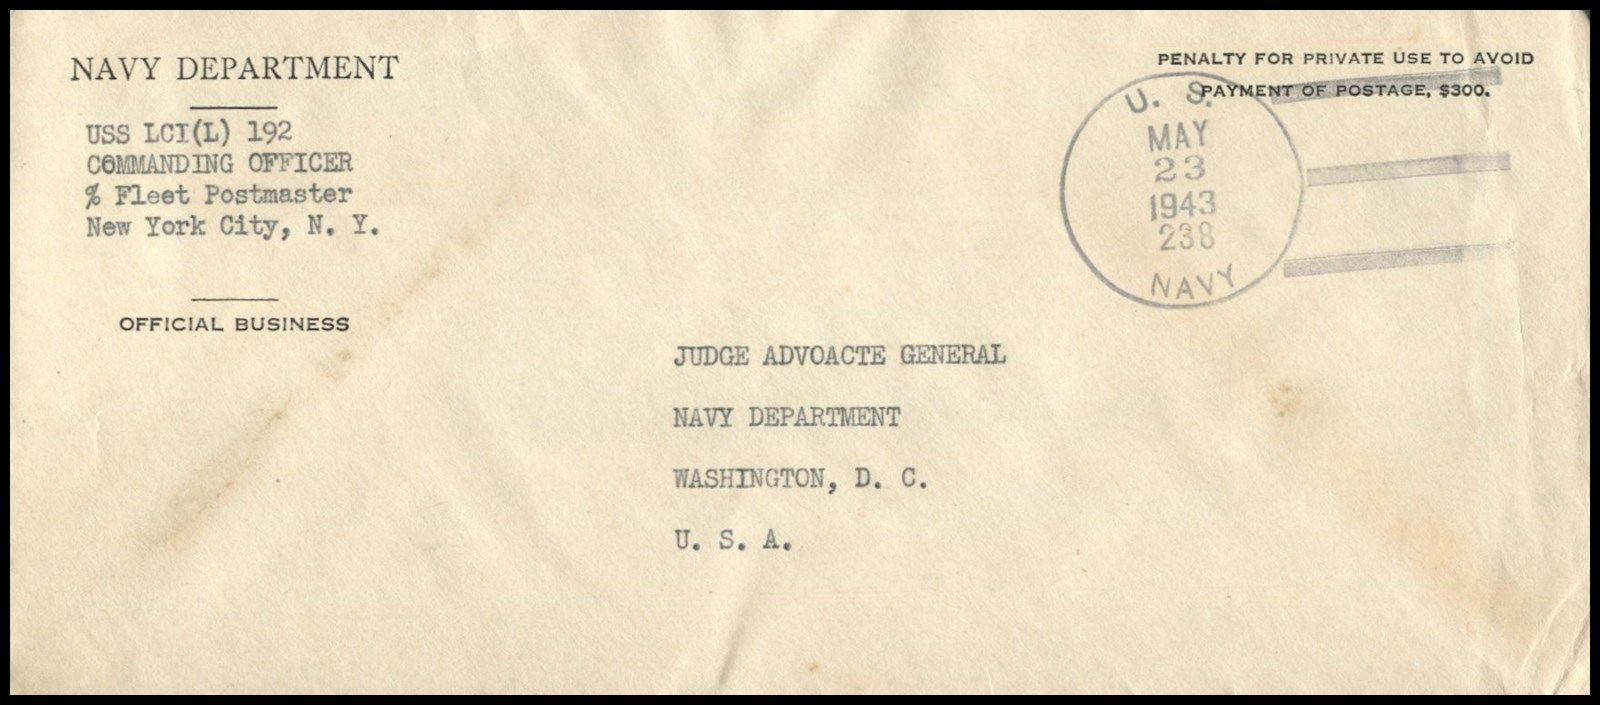 NAVY DEPARTMENT
USS LCI(L) 192
COMMANDING OFFICER
% Fleet Postmaster
New York City, N. Y.
OFFICIAL BUSINESS
PENALTY FOR PRIVATE USE TO AVOID
PAYMENT OF POSTAGE, $300.
U. S.
MAY
23
1943
238
NAVY
JUDGE ADVOACTE GENERAL
NAVY DEPARTMENT
WASHINGTON, D. C.
U. S. A.